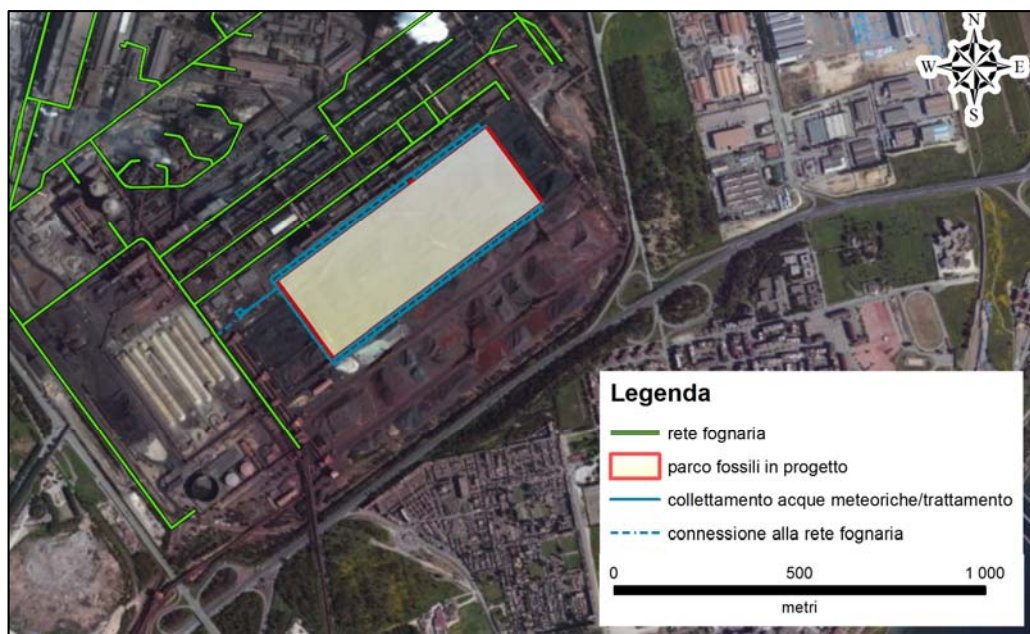 N
W E
S
Legenda
rete fognaria
parco fossili in progetto
collettamento acque meteoriche/trattamento
connessione alla rete fognaria
0 500 1 000
metri